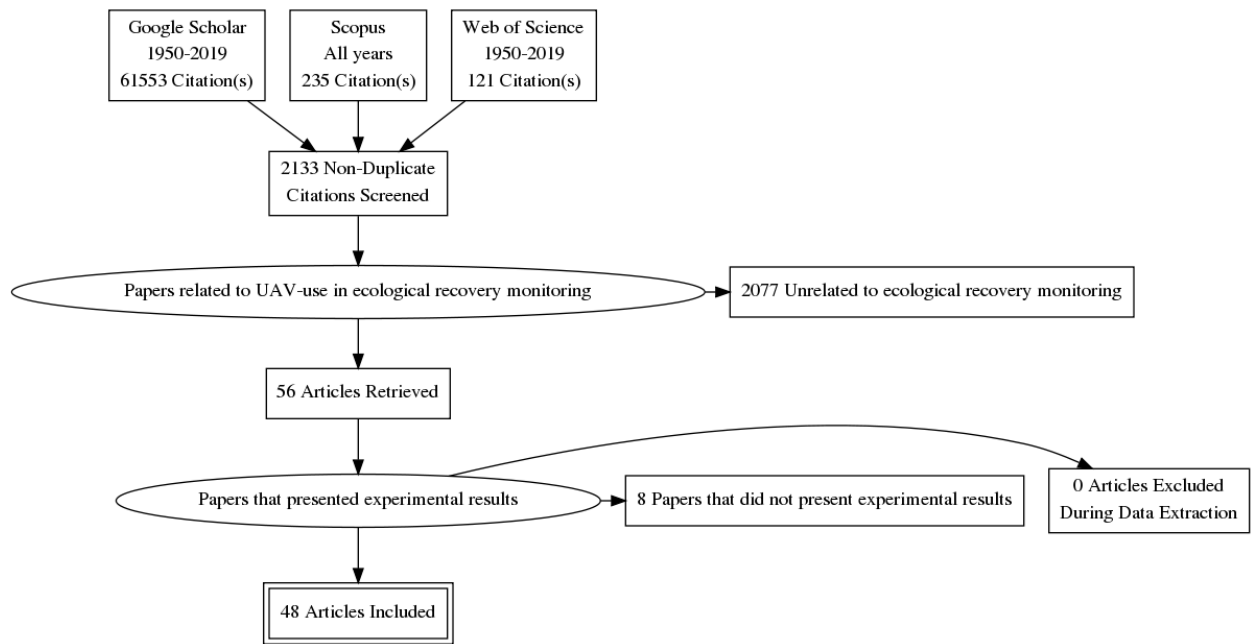 Google Scholar
1950-2019
61553 Citation(s)
Scopus
All years
235 Citation(s)
Web of Science
1950-2019
121 Citation(s)
2133 Non-Duplicate
Citations Screened
Papers related to UAV-use in ecological recovery monitoring
2077 Unrelated to ecological recovery monitoring
56 Articles Retrieved
Papers that presented experimental results
8 Papers that did not present experimental results
0 Articles Excluded
During Data Extraction
48 Articles Included